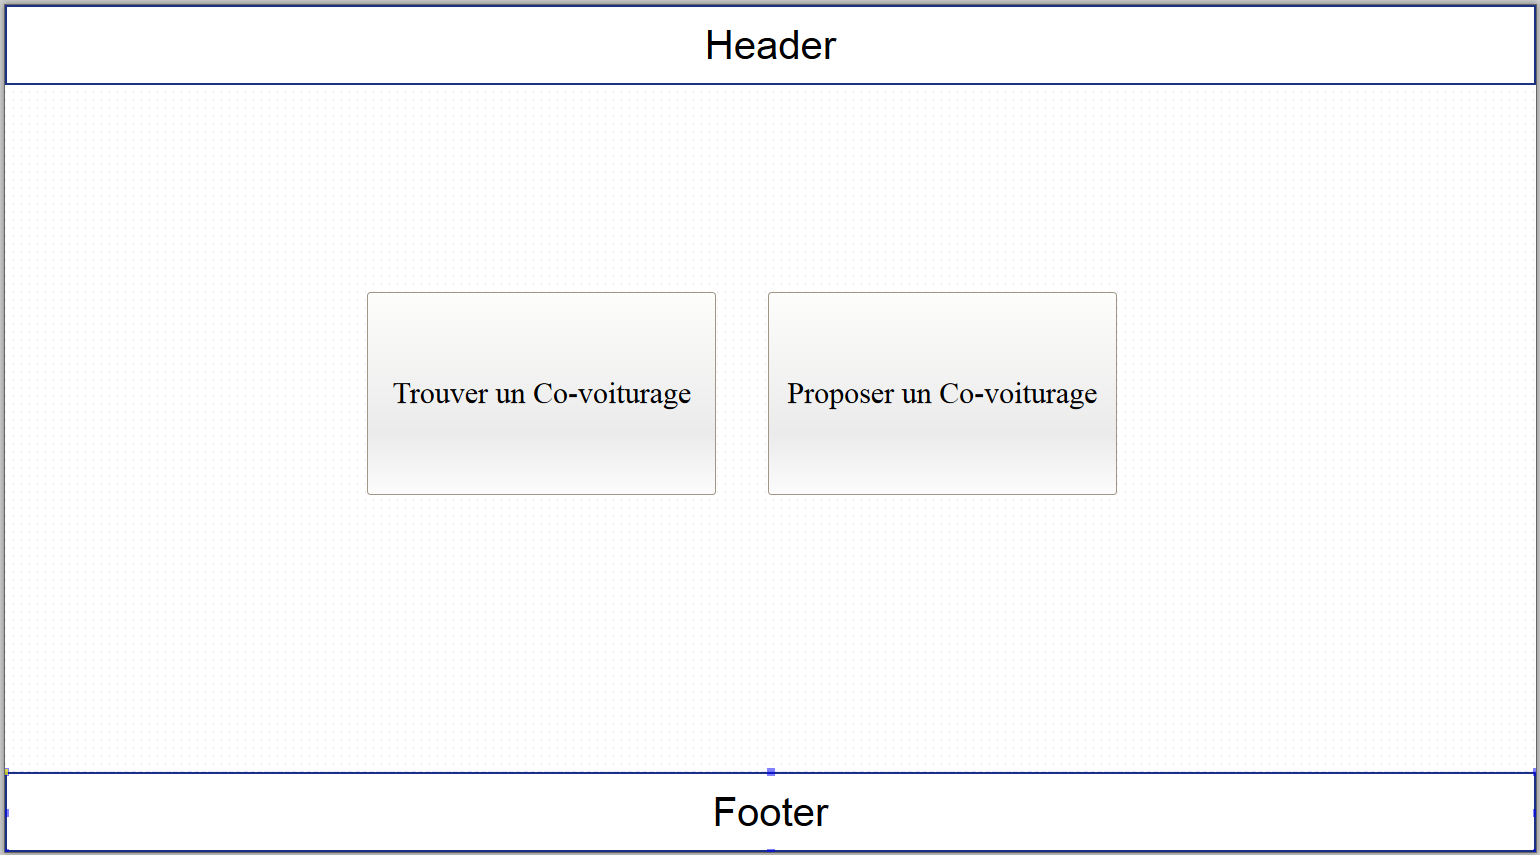 Header
Trouver un Co-voiturage
Proposer un Co-voiturage
Footer